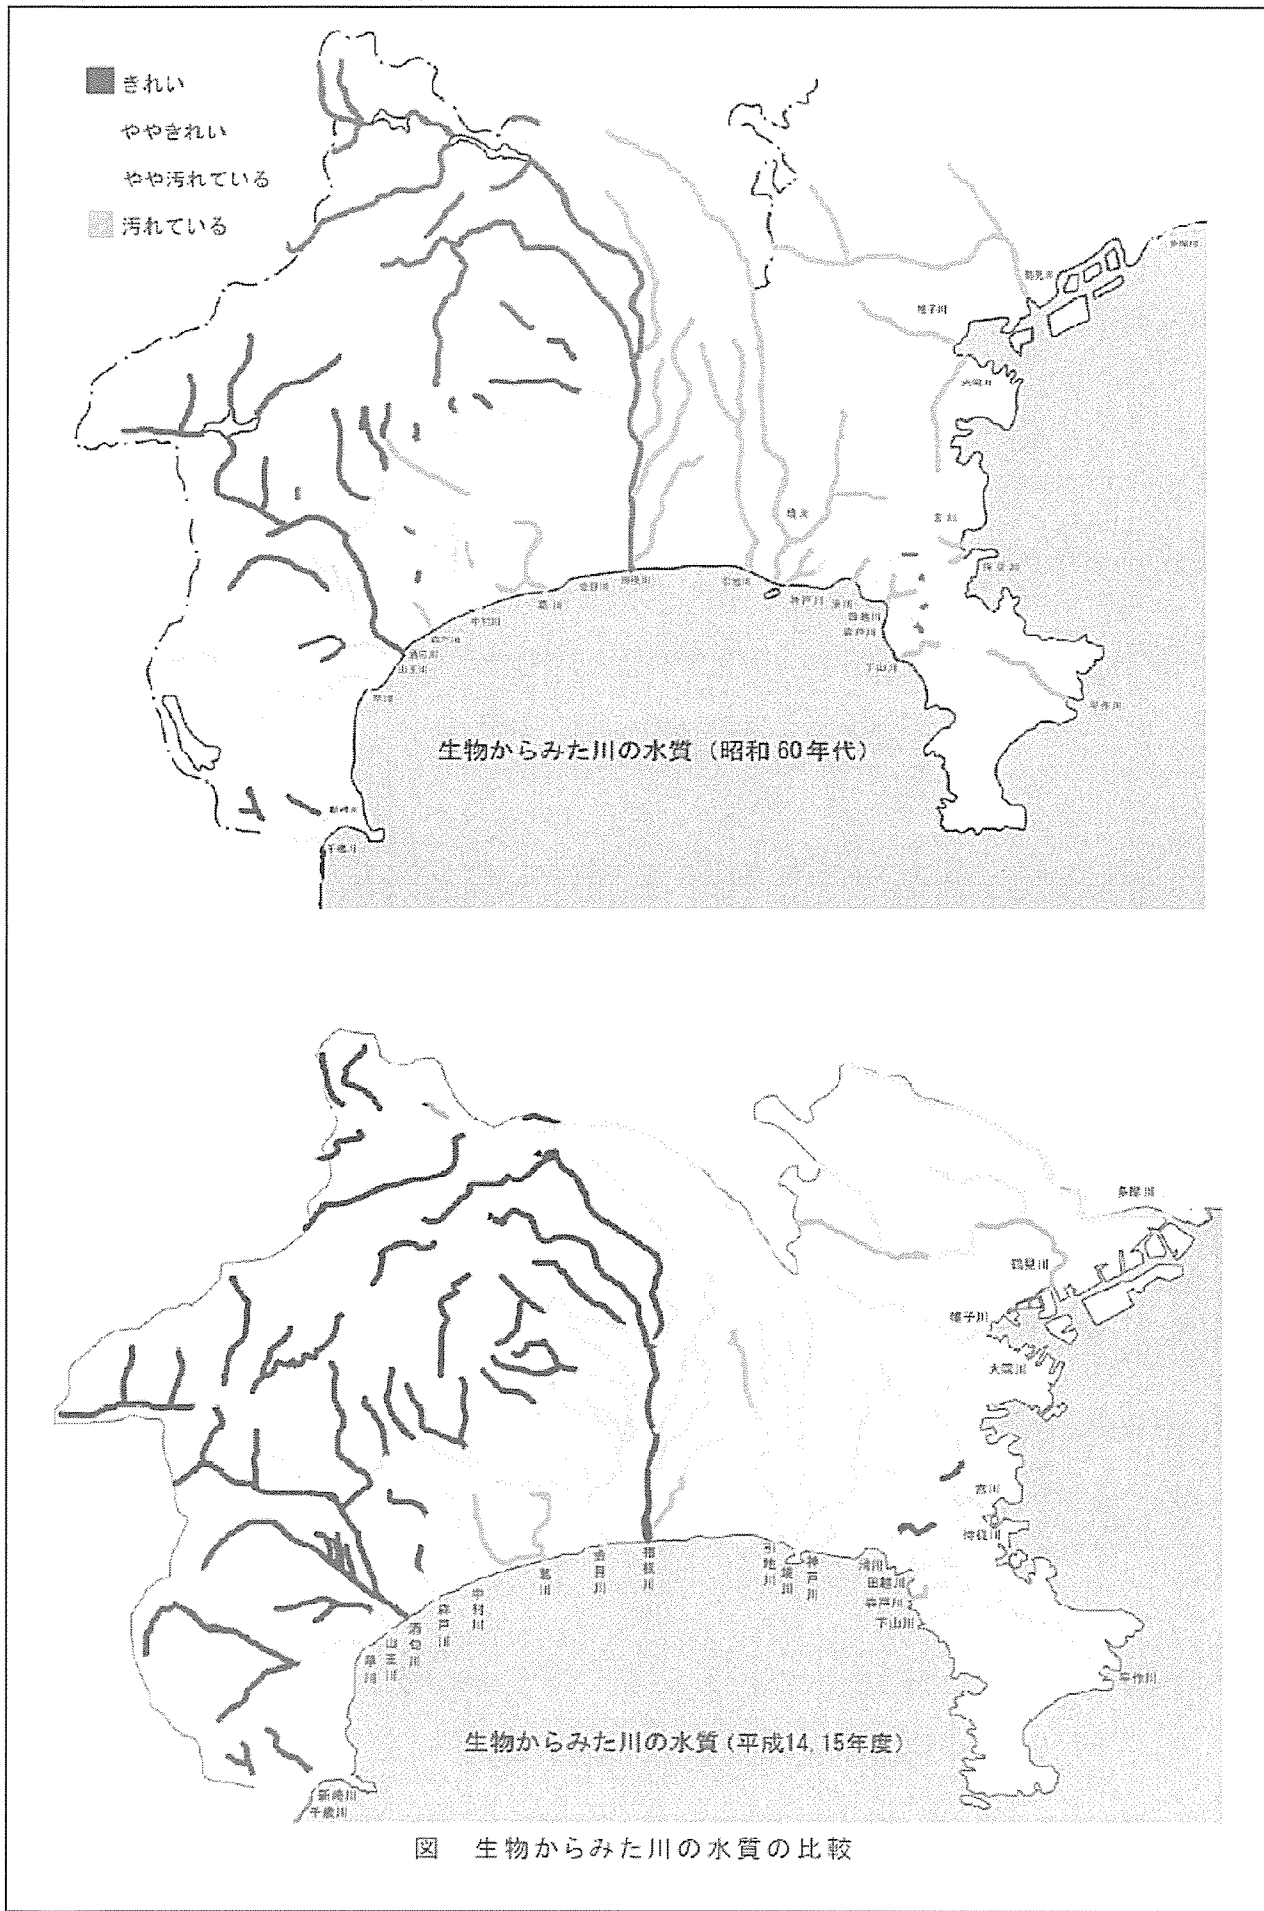 きれい
ややきれい
やや汚れている
汚れている
多摩川
鶴見川
帷子川
大岡川
境川
宮川
侍従川
相模川
引地川
金目川
葛川
神戸川
滑川
中村川
田越川
森戸川
森戸川
酒匂川
山王川
下山川
早川
平作川
生物からみた川の水質（昭和60年代）
新崎川
千歳川
多摩川
鶴見川
帷子川
大岡川
宮川
侍従川
相模川
金目川
葛川
引地川
境川
神戸川
滑川
田越川
森戸川
下山川
中村川
森戸川
酒匂川
山王川
早川
平作川
生物からみた川の水質（平成14,15年度）
新崎川
千歳川
図　生物からみた川の水質の比較